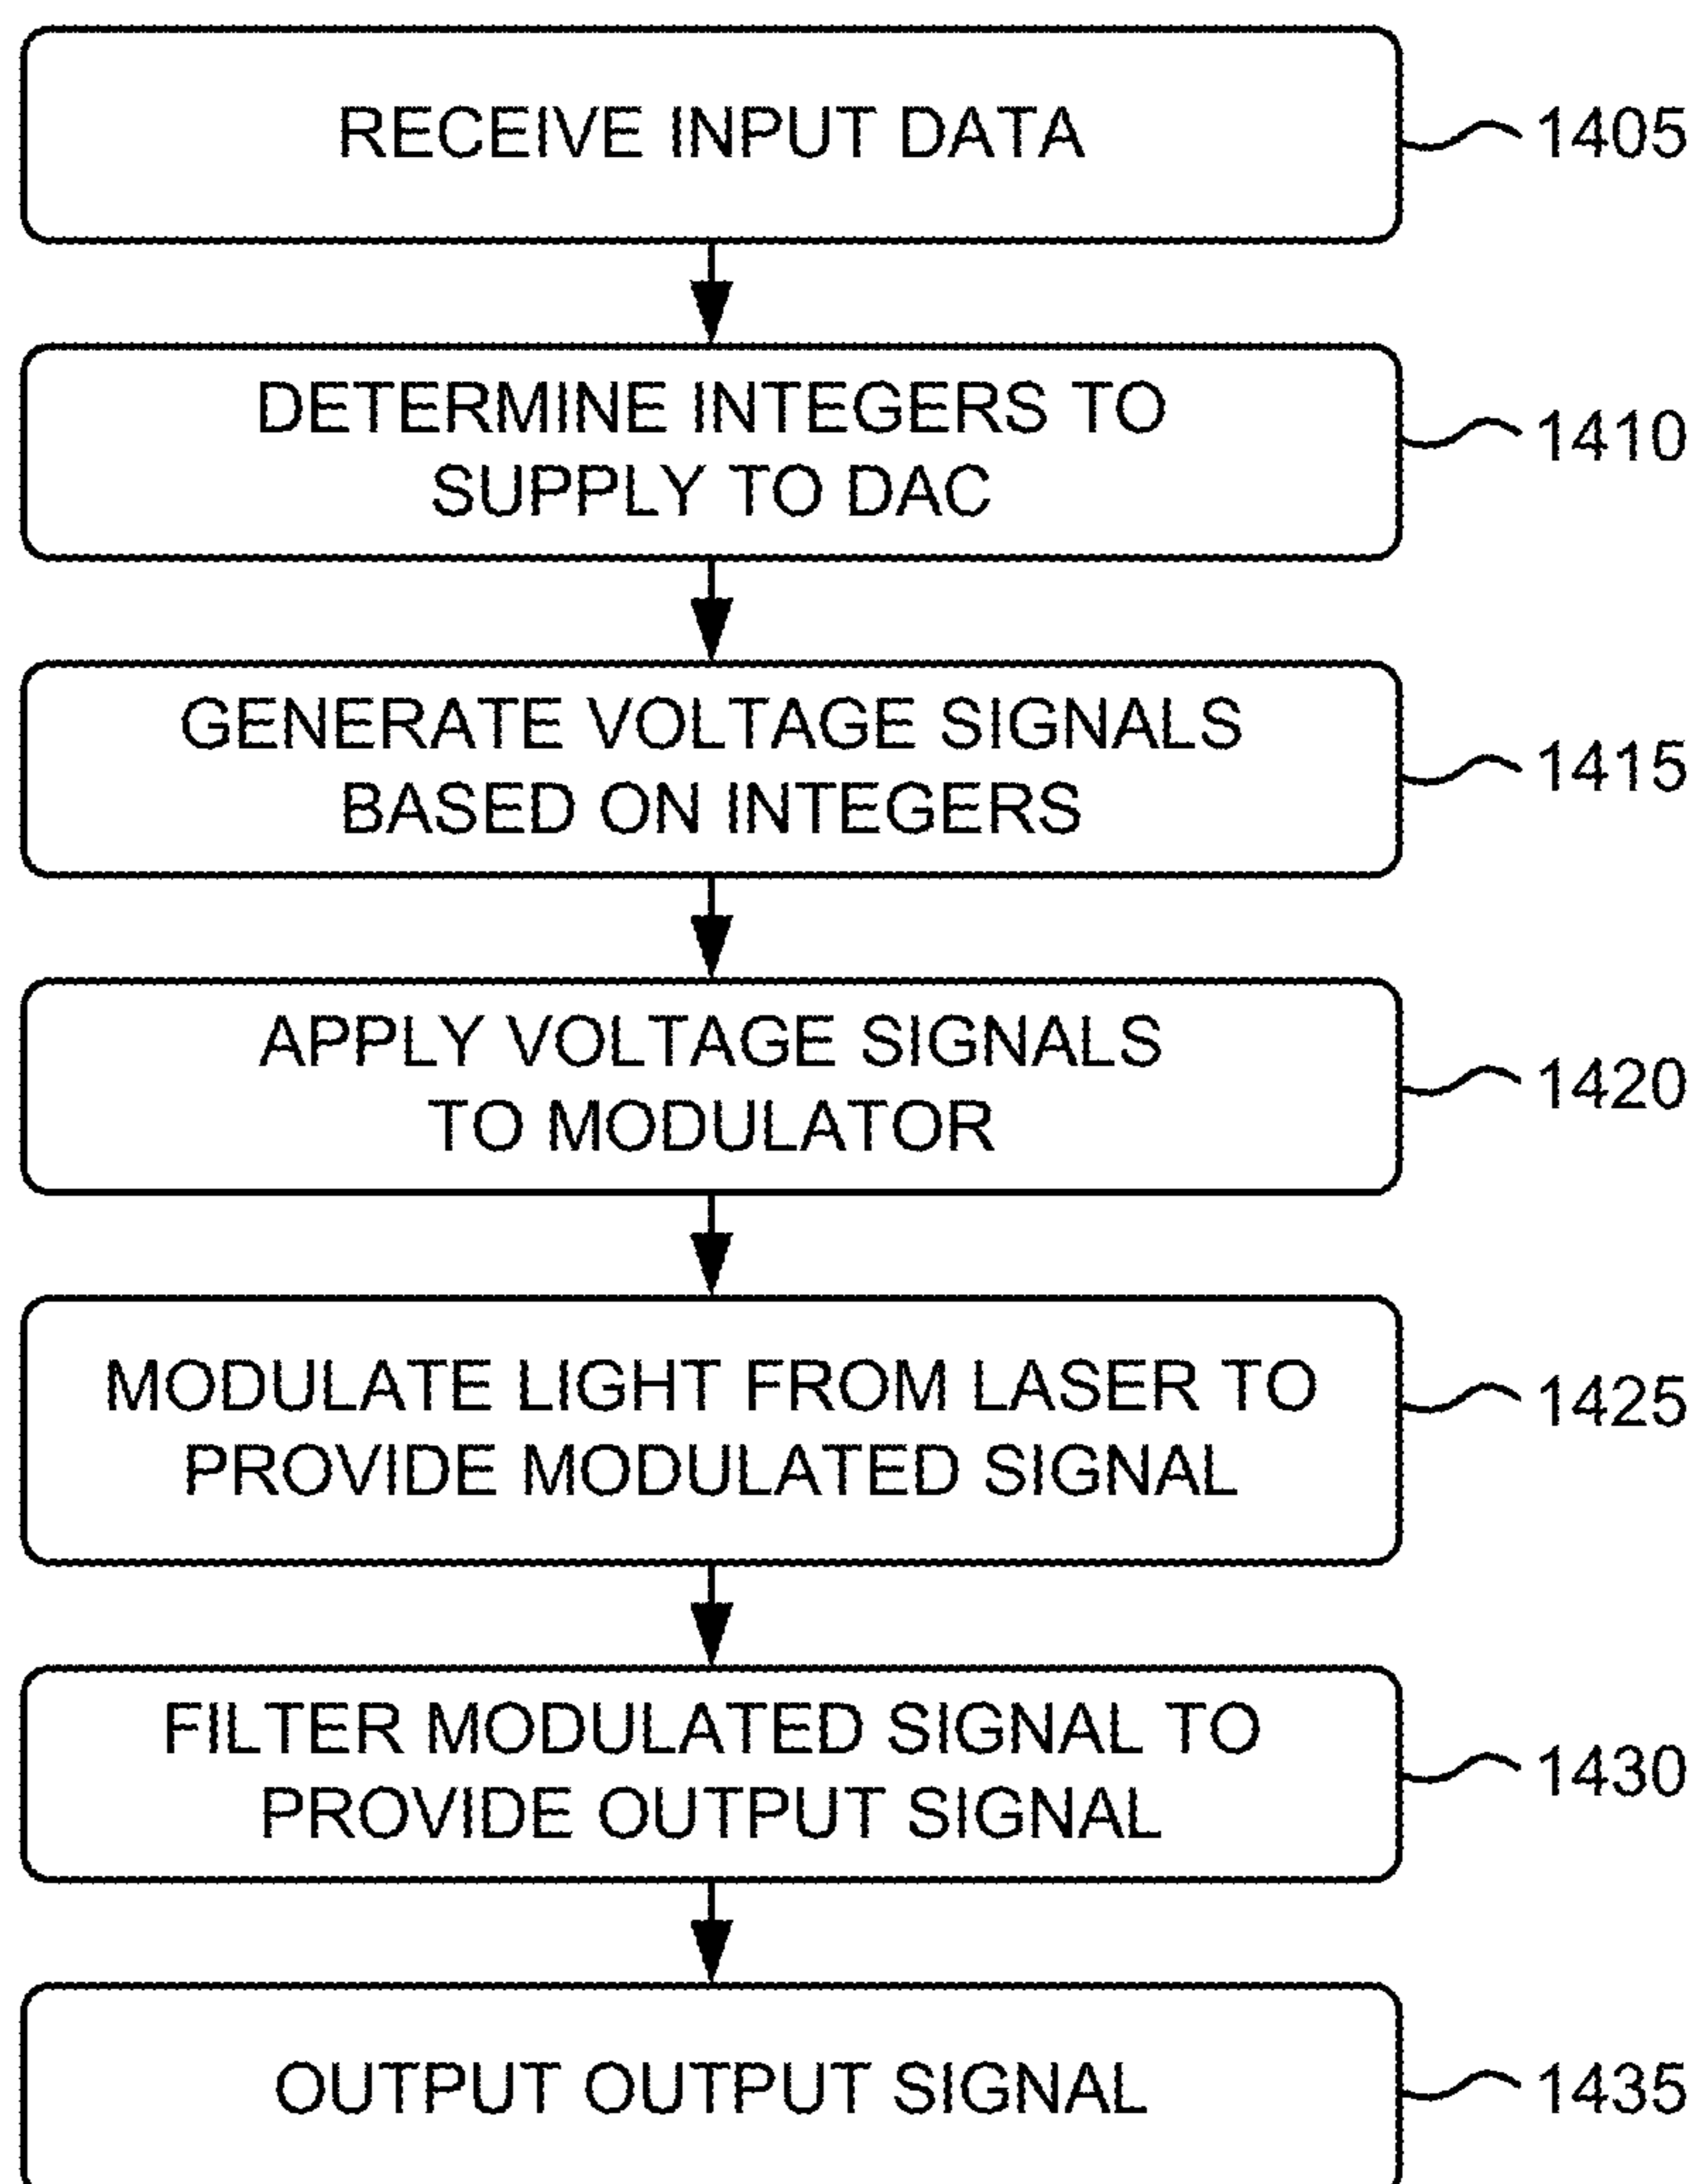 RECEIVE INPUT DATA
1405
DETERMINE INTEGERS TO
SUPPLY TO DAC
1410
GENERATE VOLTAGE SIGNALS
BASED ON INTEGERS
1415
APPLY VOLTAGE SIGNALS
TO MODULATOR
1420
MODULATE LIGHT FROM LASER TO
PROVIDE MODULATED SIGNAL
1425
FILTER MODULATED SIGNAL TO
PROVIDE OUTPUT SIGNAL
1430
OUTPUT OUTPUT SIGNAL
1435